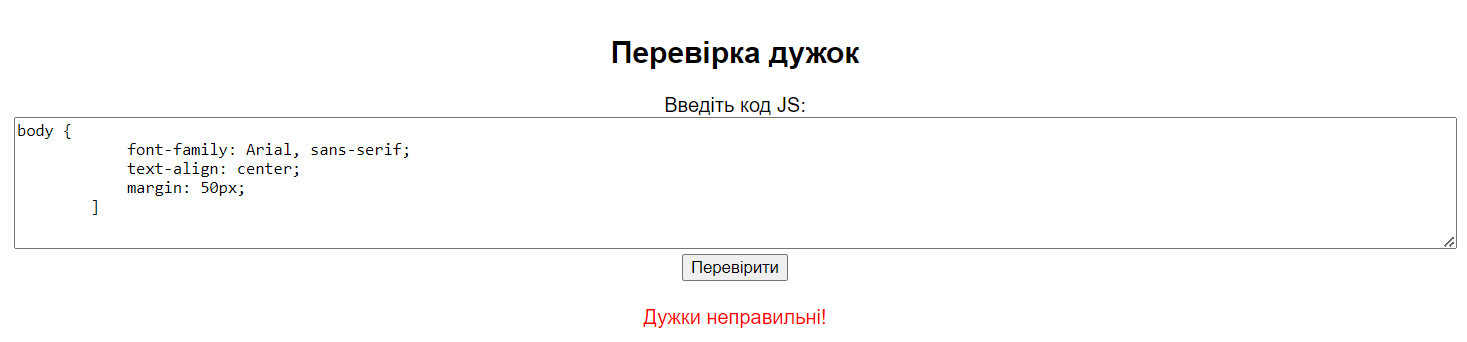 Перевірка дужок
Введіть код JS:
body {
font-family: Arial, sans-serif;
text-align: center;
margin: 50px;
]
Перевірити
Дужки неправильні!